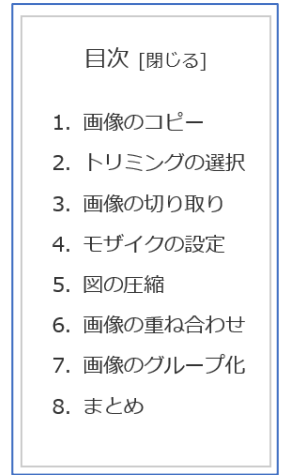 目次 [閉じる]
1. 画像のコピー
2. トリミングの選択
3. 画像の切り取り
4. モザイクの設定
5. 図の圧縮
6. 画像の重ね合わせ
7. 画像のグループ化
8. まとめ